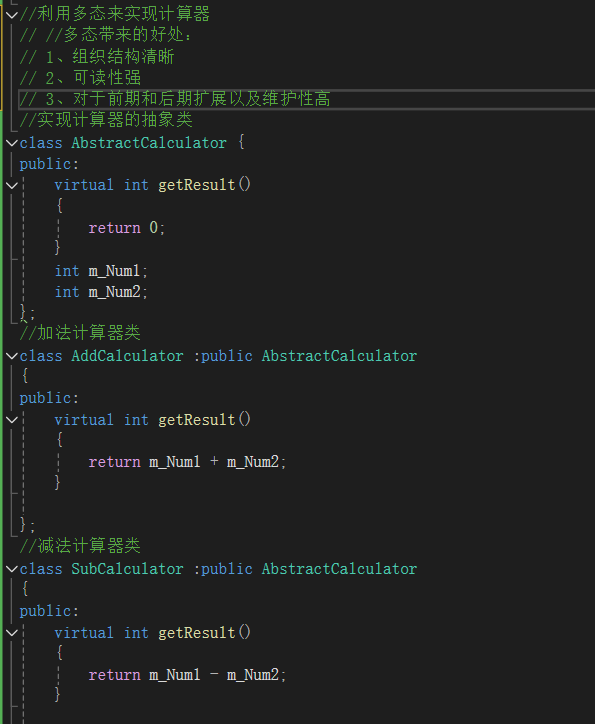 //利用多态来实现计算器
// //多态带来的好处：
// 1、组织结构清晰
// 2、可读性强
// 3、对于前期和后期扩展以及维护性高
//实现计算器的抽象类
class AbstractCalculator {
public:
    virtual int getResult()
    {
        return 0;
    }
    int m_Num1;
    int m_Num2;
};
//加法计算器类
class AddCalculator :public AbstractCalculator
{
public:
    virtual int getResult()
    {
        return m_Num1 + m_Num2;
    }
};
//减法计算器类
class SubCalculator :public AbstractCalculator
{
public:
    virtual int getResult()
    {
        return m_Num1 - m_Num2;
    }